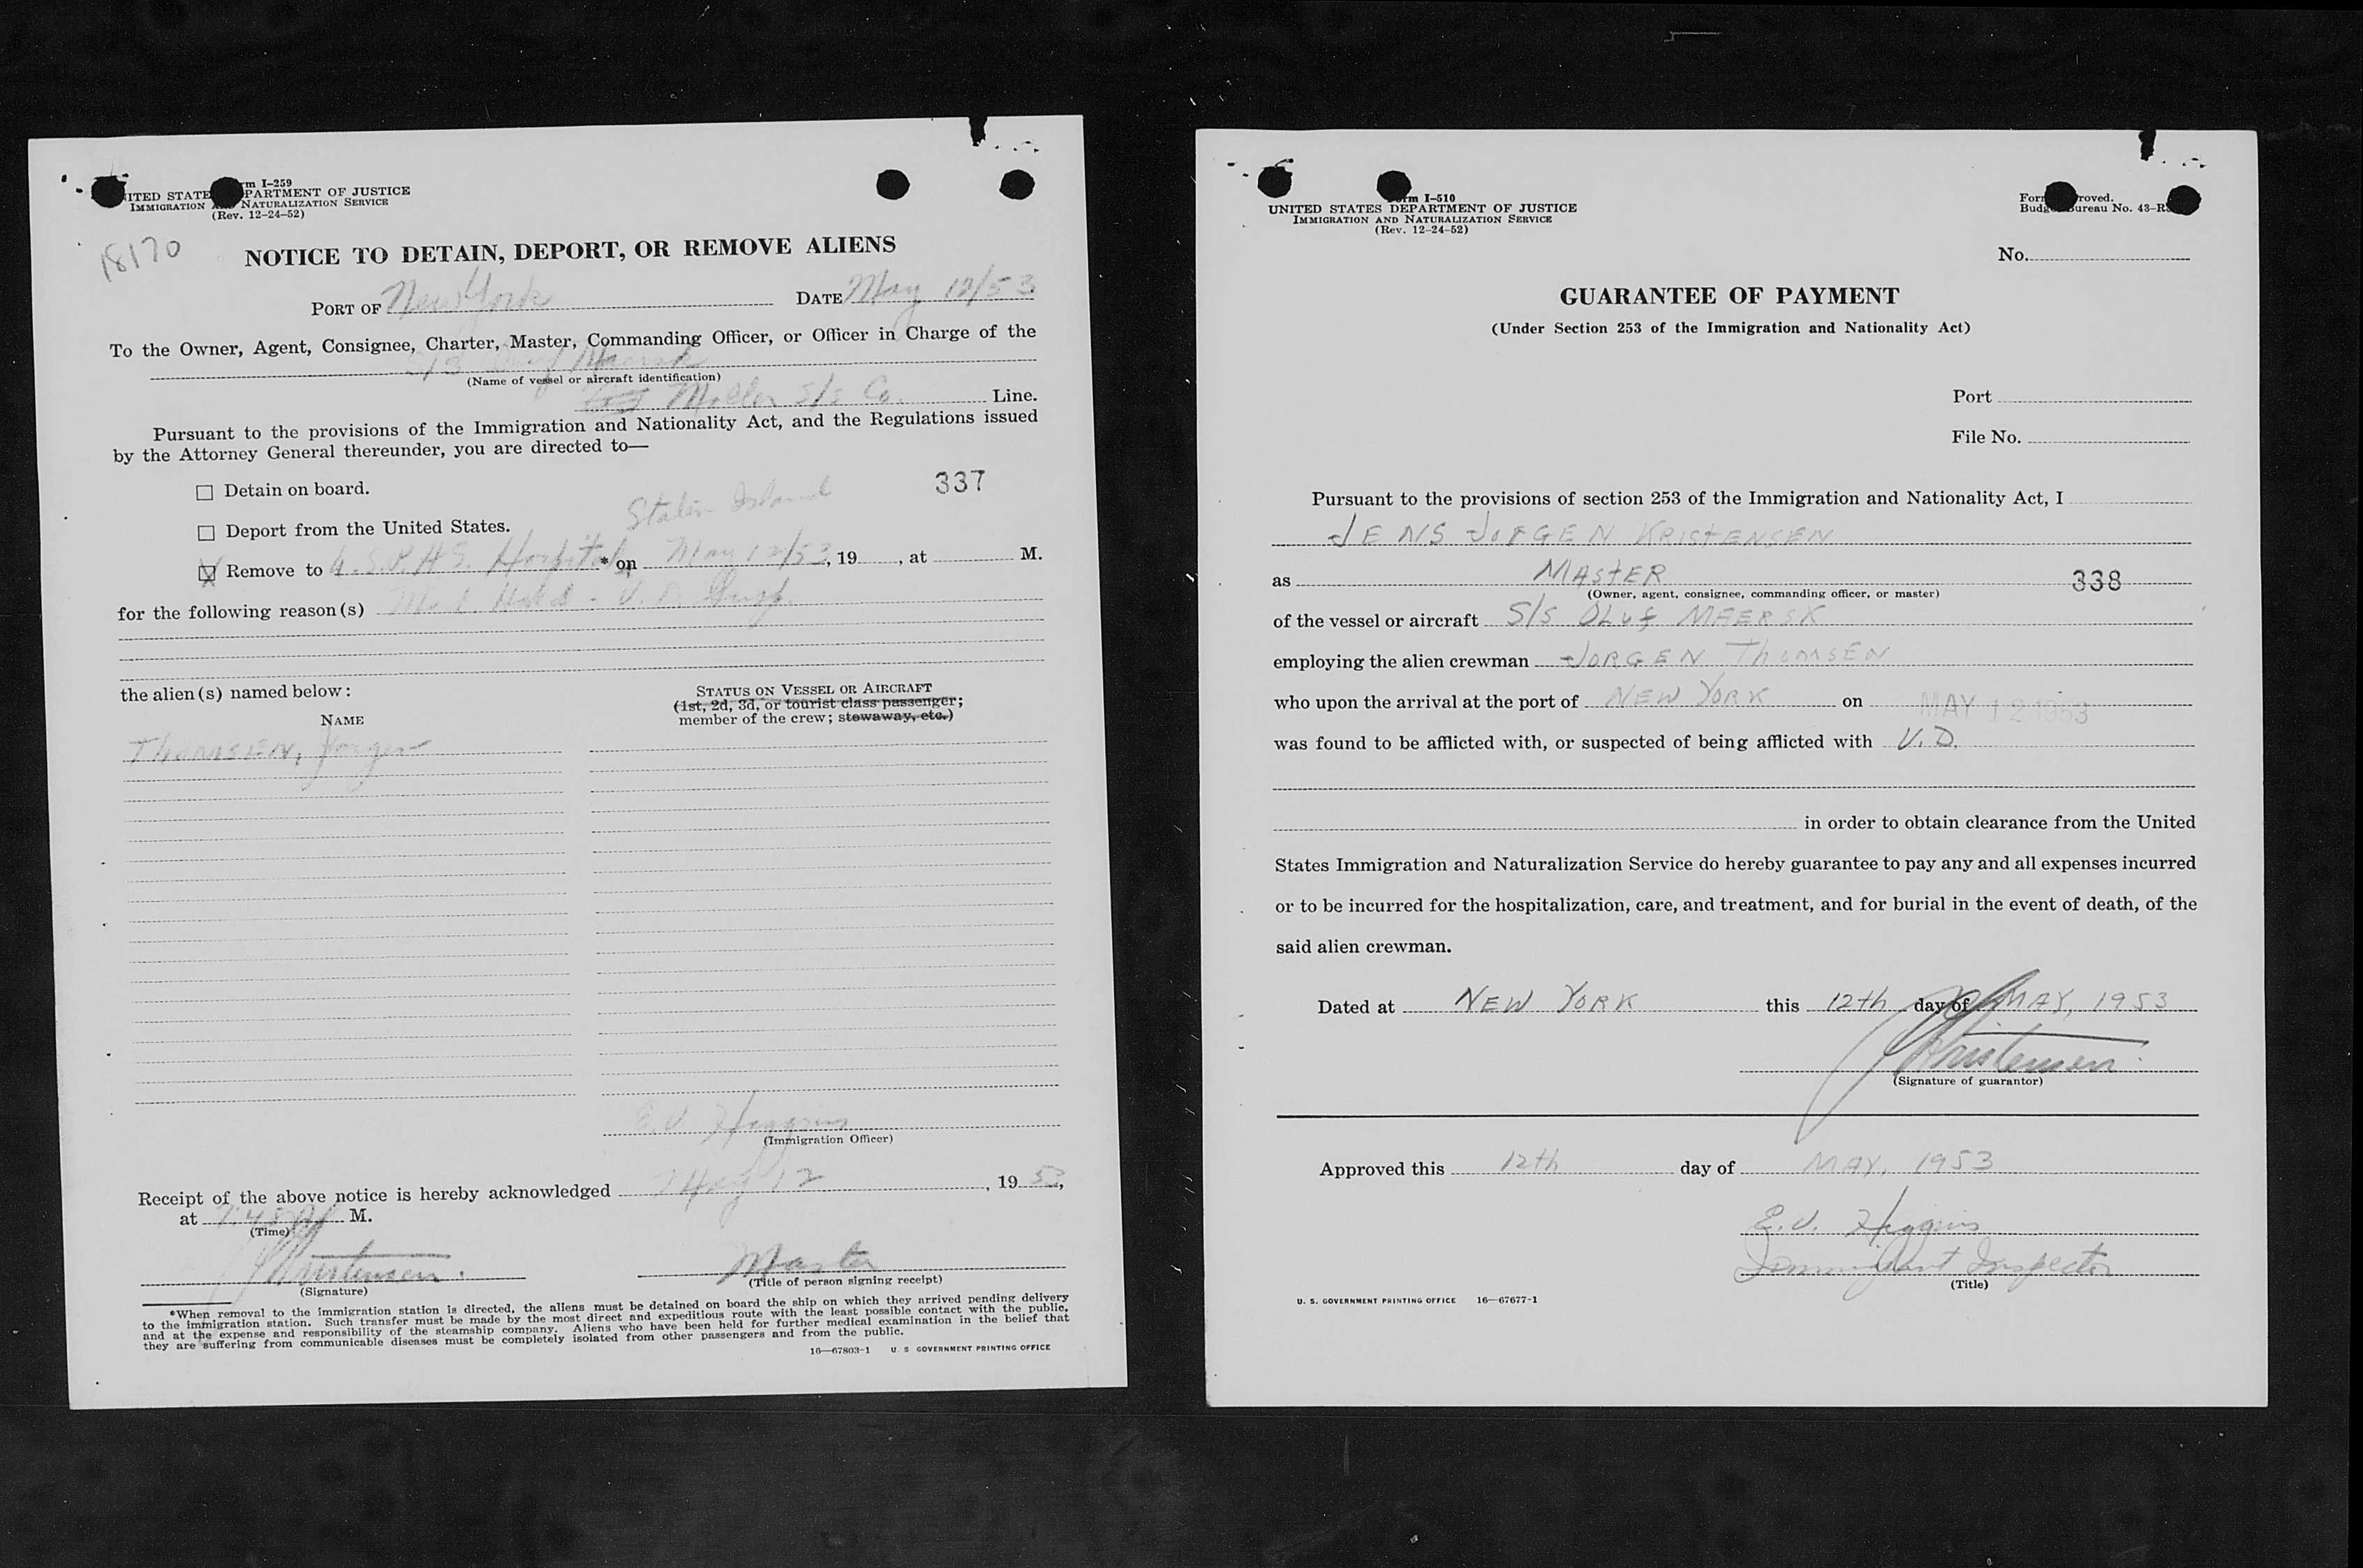 Form I-259
UNITED STATES DEPARTMENT OF JUSTICE
IMMIGRATION AND NATURALIZATION SERVICE
(Rev. 12-24-52)
18170
NOTICE TO DETAIN, DEPORT, OR REMOVE ALIENS
PORT OF New York DATE May 12/53
To the Owner, Agent, Consignee, Charter, Master, Commanding Officer, or Officer in Charge of the
Maersk
(Name of vessel or aircraft identification)
Moller S/S Co. Line.
Pursuant to the provisions of the Immigration and Nationality Act, and the Regulations issued
by the Attorney General thereunder, you are directed to—
337
☐ Detain on board.
☐ Deport from the United States.
Staten Island
☒ Remove to U.S.P.H.S. Hospital * on May 12/53, 19, at M.
for the following reason(s) Med. Hold - V.D. Susp.
the alien(s) named below:
NAME
STATUS ON VESSEL OR AIRCRAFT
(1st, 2d, 3d, or tourist class passenger;
member of the crew; stowaway, etc.)
THOMSEN, Jorgen
E.V. Higgins
(Immigration Officer)
Receipt of the above notice is hereby acknowledged May 12, 19 53,
at 7:45 A M.
(Time)
Kristensen.
(Signature)
Master
(Title of person signing receipt)
*When removal to the immigration station is directed, the aliens must be detained on board the ship on which they arrived pending delivery
to the immigration station. Such transfer must be made by the most direct and expeditious route with the least possible contact with the public,
and at the expense and responsibility of the steamship company. Aliens who have been held for further medical examination in the belief that
they are suffering from communicable diseases must be completely isolated from other passengers and from the public.
16—67803-1 U. S GOVERNMENT PRINTING OFFICE
Form I-510
UNITED STATES DEPARTMENT OF JUSTICE
IMMIGRATION AND NATURALIZATION SERVICE
(Rev. 12-24-52)
Form Approved.
Budget Bureau No. 43-R
No.
GUARANTEE OF PAYMENT
(Under Section 253 of the Immigration and Nationality Act)
Port
File No.
Pursuant to the provisions of section 253 of the Immigration and Nationality Act, I
JENS JORGEN KRISTENSEN
as MASTER 338
(Owner, agent, consignee, commanding officer, or master)
of the vessel or aircraft S/S OLUF MAERSK
employing the alien crewman JORGEN THOMSEN
who upon the arrival at the port of NEW YORK on MAY 12 1953
was found to be afflicted with, or suspected of being afflicted with V.D.
in order to obtain clearance from the United
States Immigration and Naturalization Service do hereby guarantee to pay any and all expenses incurred
or to be incurred for the hospitalization, care, and treatment, and for burial in the event of death, of the
said alien crewman.
Dated at NEW YORK this 12th day of MAY, 1953
Kristensen.
(Signature of guarantor)
Approved this 12th day of MAY, 1953
E.V. Higgins
Immigrant Inspector
(Title)
U. S. GOVERNMENT PRINTING OFFICE 16—67677-1